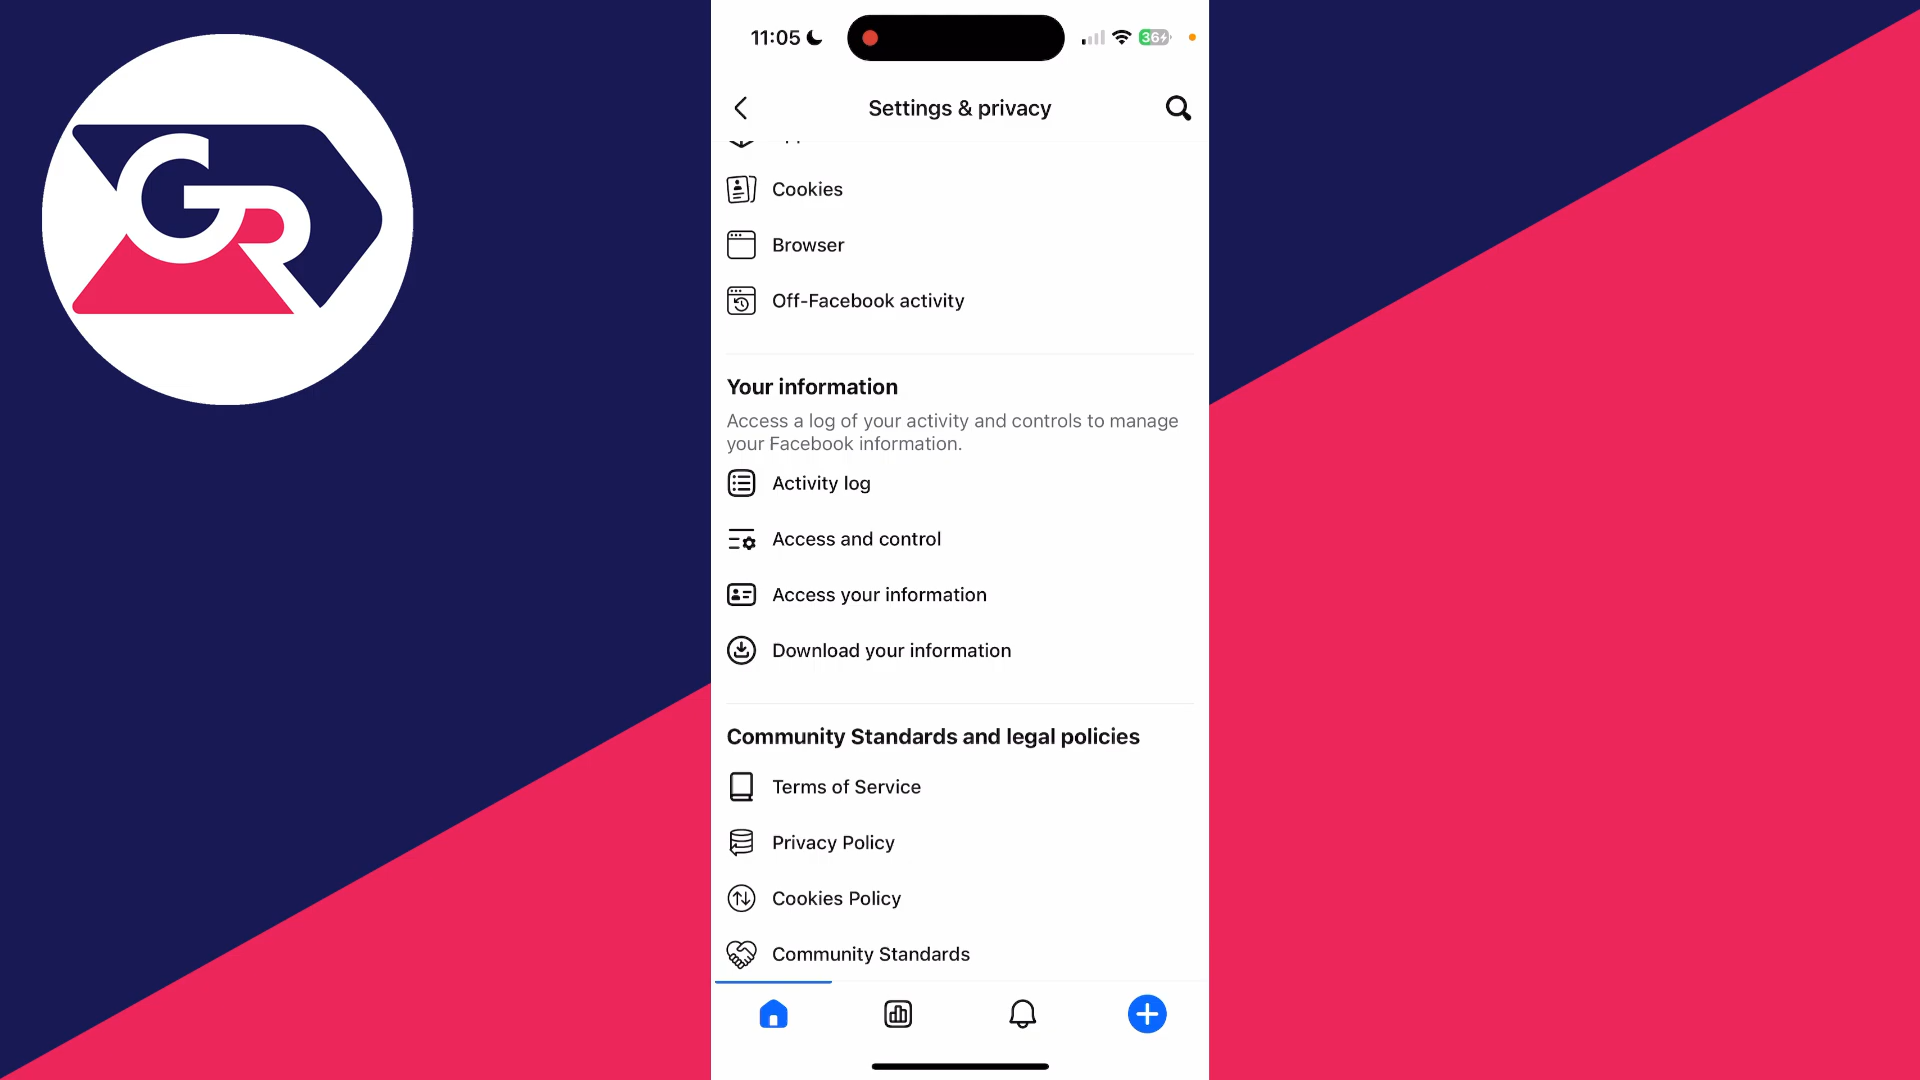 GR
11:05
36
Settings & privacy
Cookies
Browser
Off-Facebook activity
Your information
Access a log of your activity and controls to manage
your Facebook information.
Activity log
Access and control
Access your information
Download your information
Community Standards and legal policies
Terms of Service
Privacy Policy
Cookies Policy
Community Standards